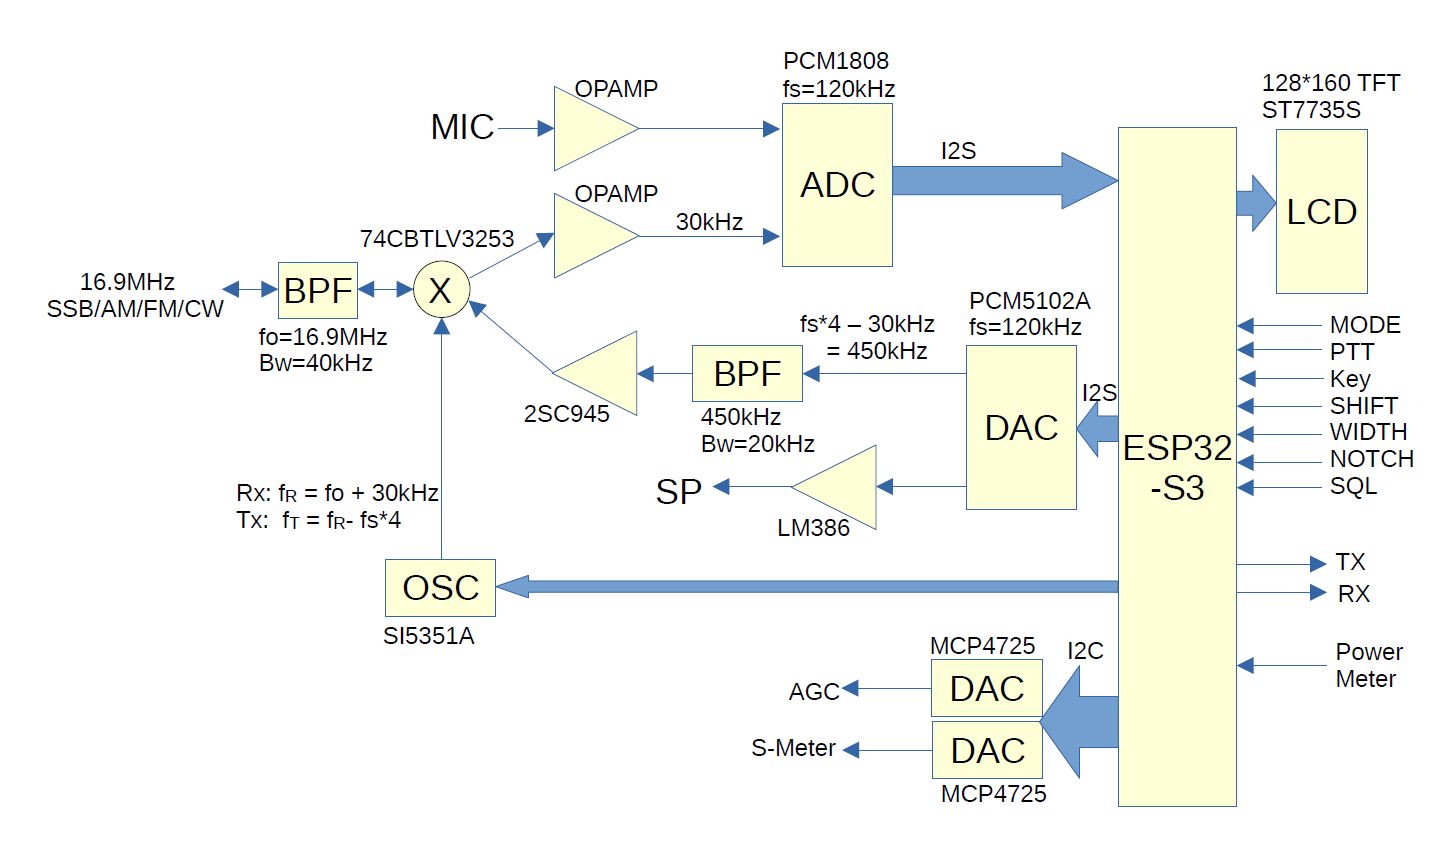 PCM1808
fs=120kHz
OPAMP
MIC
ADC
I2S
128*160 TFT
ST7735S
LCD
OPAMP
30kHz
74CBTLV3253
16.9MHz
SSB/AM/FM/CW
BPF
X
fo=16.9MHz
Bw=40kHz
PCM5102A
fs=120kHz
fs*4 – 30kHz
= 450kHz
BPF
450kHz
Bw=20kHz
2SC945
DAC
I2S
ESP32
-S3
MODE
PTT
Key
SHIFT
WIDTH
NOTCH
SQL
SP
LM386
RX: fR = fo + 30kHz
TX: fT = fR- fs*4
OSC
SI5351A
TX
RX
Power
Meter
MCP4725
I2C
AGC
DAC
S-Meter
DAC
MCP4725